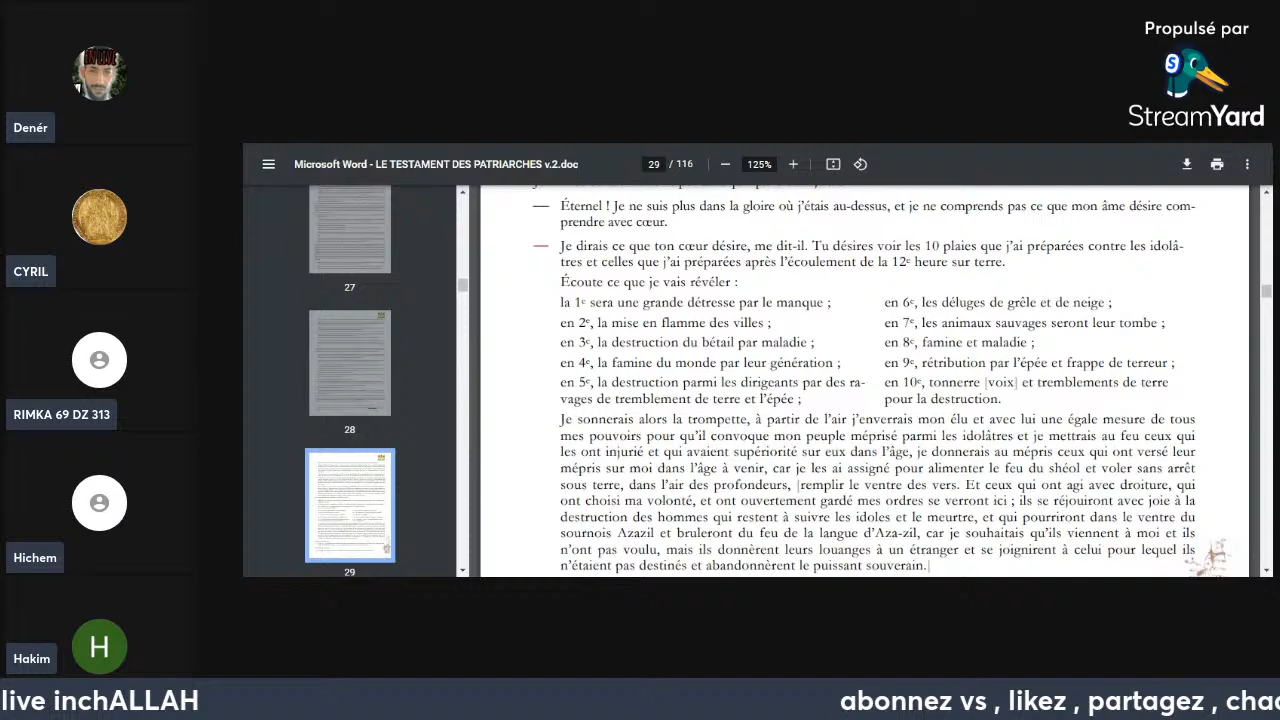 Propulsé par
StreamYard
EN LIVE
Denér
CYRIL
RIMKA 69 DZ 313
Hichem
H
Hakim
Microsoft Word - LE TESTAMENT DES PATRIARCHES v.2.doc
29 / 116
125%
27
28
29
— Éternel ! Je ne suis plus dans la gloire où j’étais au-dessus, et je ne comprends pas ce que mon âme désire com-
prendre avec cœur.
— Je dirais ce que ton cœur désire, me dit-il. Tu désires voir les 10 plaies que j’ai préparées contre les idolâ-
tres et celles que j’ai préparées après l’écoulement de la 12e heure sur terre.
Écoute ce que je vais révéler :
la 1e sera une grande détresse par le manque ;
en 2e, la mise en flamme des villes ;
en 3e, la destruction du bétail par maladie ;
en 4e, la famine du monde par leur génération ;
en 5e, la destruction parmi les dirigeants par des ra-
vages de tremblement de terre et l’épée ;
en 6e, les déluges de grêle et de neige ;
en 7e, les animaux sauvages seront leur tombe ;
en 8e, famine et maladie ;
en 9e, rétribution par l’épée et frappe de terreur ;
en 10e, tonnerre [voix] et tremblements de terre
pour la destruction.
Je sonnerais alors la trompette, à partir de l’air j’enverrais mon élu et avec lui une égale mesure de tous
mes pouvoirs pour qu’il convoque mon peuple méprisé parmi les idolâtres et je mettrais au feu ceux qui
les ont injurié et qui avaient autériorité sur eux dans l’âge, je donnerais au mépris ceux qui ont versé leur
mépris sur moi dans l’âge à venir car je les ai assigné pour alimenter le feu du shéol et voler sans arrêt
sous terre, dans l’air des profondeurs, remplir le ventre des vers. Et ceux qui ont agi avec droiture, qui
ont choisi ma volonté, et ont ouvertement gardé mes ordres se verront ici. Ils se réjouiront avec joie à la
destruction des hommes qui restent à suivre les idoles et le meurtre, et qui pourriront dans le ventre du
soumois Azazil et bruleront du feu de la langue d’Aza-zil, car je souhaitais qu’ils viennent à moi et ils
n’ont pas voulu, mais ils donnèrent leurs louanges à un étranger et se joignirent à celui pour lequel ils
n’étaient pas destinés et abandonnèrent le puissant souverain.
live inchALLAH
abonnez vs , likez , partagez , cha